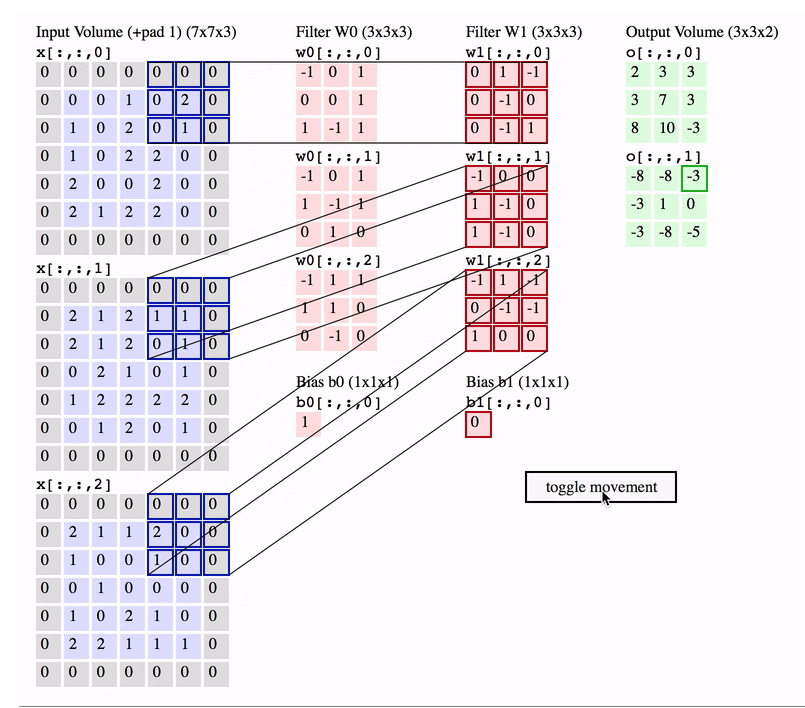 Input Volume (+pad 1) (7x7x3)
x[:,:,0]
0 0 0 0 0 0 0
0 0 0 1 0 2 0
0 1 0 2 0 1 0
0 1 0 2 2 0 0
0 2 0 0 2 0 0
0 2 1 2 2 0 0
0 0 0 0 0 0 0
x[:,:,1]
0 0 0 0 0 0 0
0 2 1 2 1 1 0
0 2 1 2 0 1 0
0 0 2 1 0 1 0
0 1 2 2 2 2 0
0 0 1 2 0 1 0
0 0 0 0 0 0 0
x[:,:,2]
0 0 0 0 0 0 0
0 2 1 1 2 0 0
0 1 0 0 1 0 0
0 0 1 0 0 0 0
0 1 0 2 1 0 0
0 2 2 1 1 1 0
0 0 0 0 0 0 0
Filter W0 (3x3x3)
w0[:,:,0]
-1 0 1
0 0 1
1 -1 1
w0[:,:,1]
-1 0 1
1 -1 1
0 1 0
w0[:,:,2]
-1 1 1
1 1 0
0 -1 0
Bias b0 (1x1x1)
b0[:,:,0]
1
Filter W1 (3x3x3)
w1[:,:,0]
0 1 -1
0 -1 0
0 -1 1
w1[:,:,1]
-1 0 0
1 -1 0
1 -1 0
w1[:,:,2]
-1 1 -1
0 -1 -1
1 0 0
Bias b1 (1x1x1)
b1[:,:,0]
0
Output Volume (3x3x2)
o[:,:,0]
2 3 3
3 7 3
8 10 -3
o[:,:,1]
-8 -8 -3
-3 1 0
-3 -8 -5
toggle movement